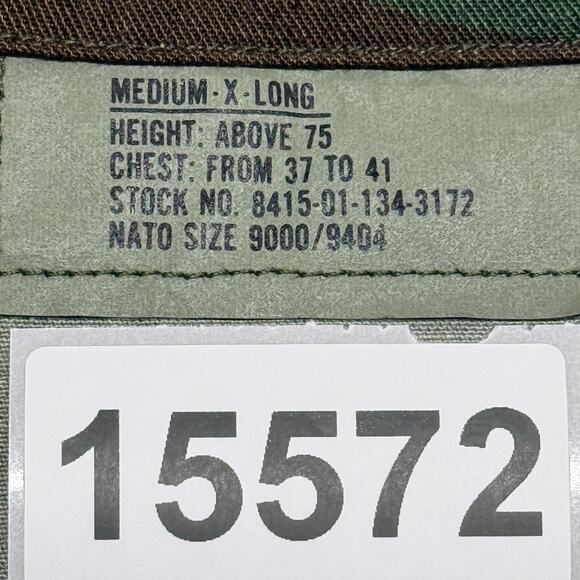 MEDIUM-X-LONG
HEIGHT: ABOVE 75
CHEST: FROM 37 TO 41
STOCK NO. 8415-01-134-3172
NATO SIZE 9000/9404
15572